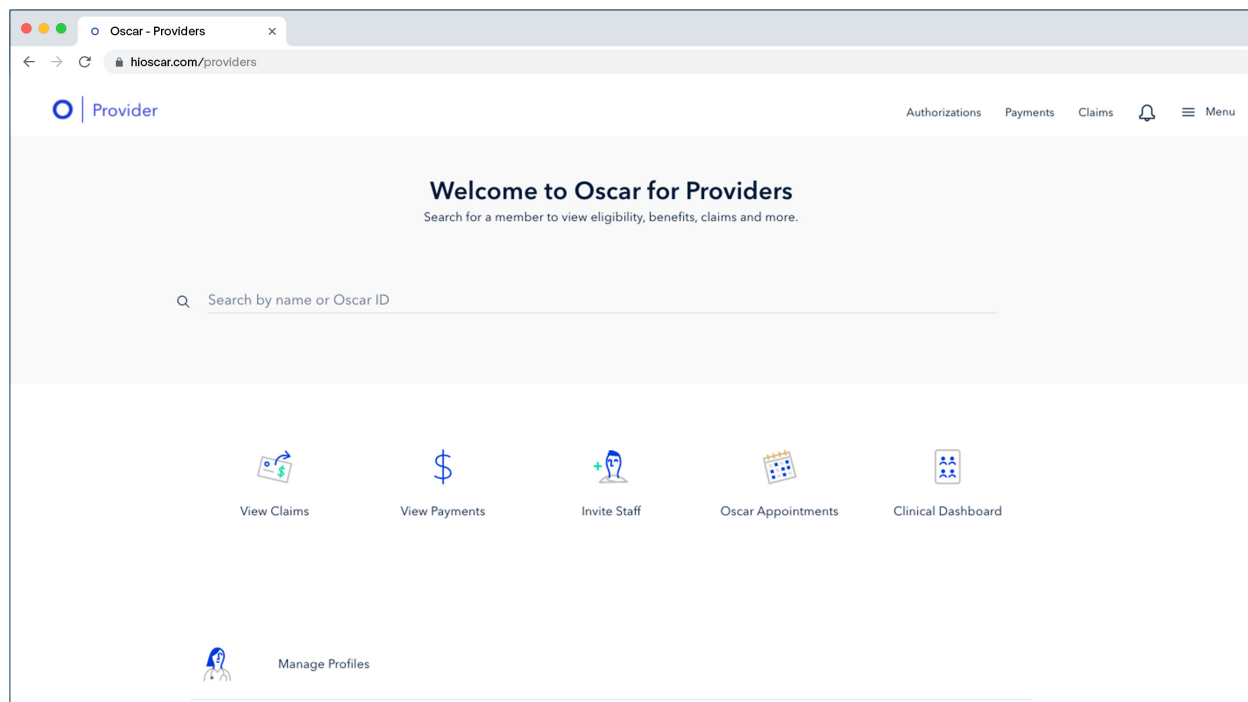 Oscar - Providers
hioscar.com/providers
Provider
Authorizations Payments Claims Menu
Welcome to Oscar for Providers
Search for a member to view eligibility, benefits, claims and more.
Search by name or Oscar ID
View Claims View Payments Invite Staff Oscar Appointments Clinical Dashboard
Manage Profiles